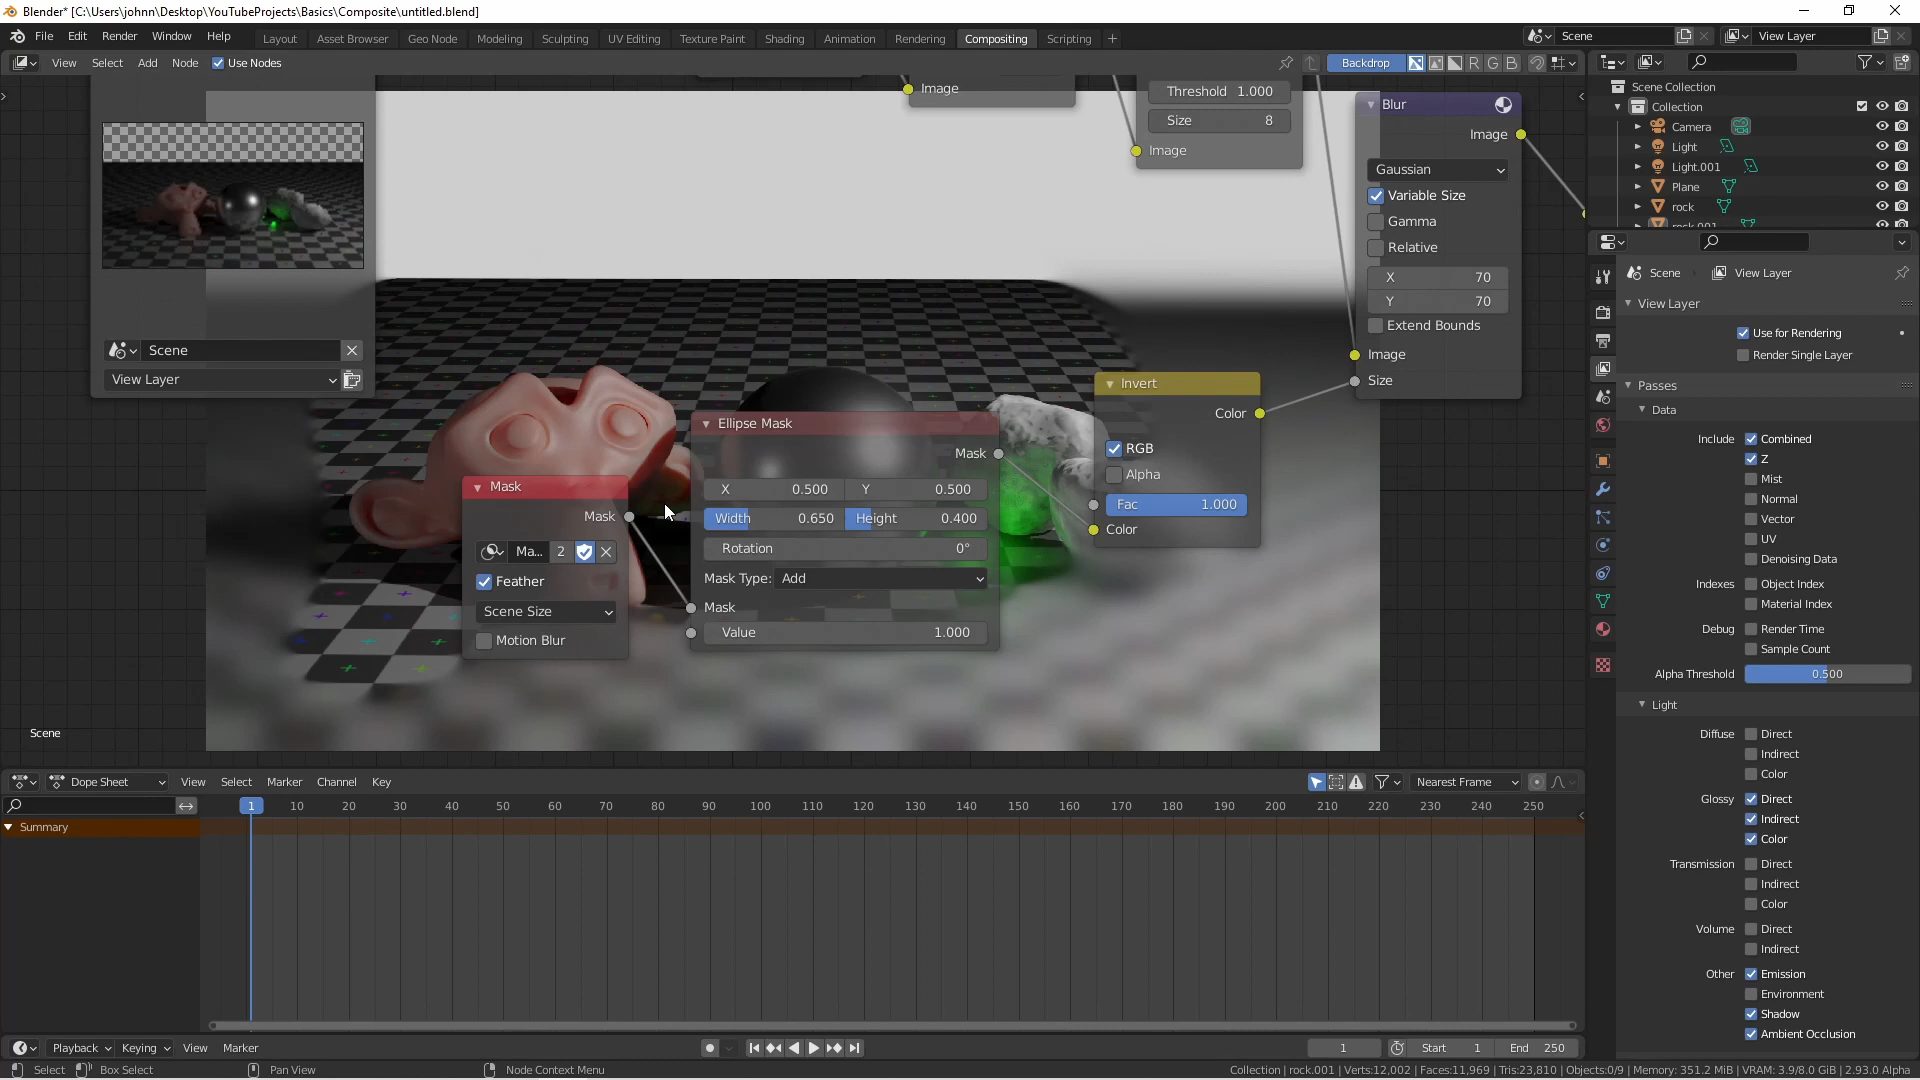 Blender* [C:\Users\johnn\Desktop\YouTubeProjects\Basics\Composite\untitled.blend]
File Edit Render Window Help Layout Asset Browser Geo Node Modeling Sculpting UV Editing Texture Paint Shading Animation Rendering Compositing Scripting + Scene View Layer
View Select Add Node Use Nodes Backdrop R G B
Scene Collection
Collection
Camera
Light
Light.001
Plane
rock
rock.001
Image
Threshold 1.000
Size 8
Image
Blur
Image
Gaussian
Variable Size
Gamma
Relative
X 70
Y 70
Extend Bounds
Image
Size
Scene
View Layer
Mask
Mask
Ma... 2
Feather
Scene Size
Motion Blur
Ellipse Mask
Mask
X 0.500 Y 0.500
Width 0.650 Height 0.400
Rotation 0°
Mask Type: Add
Mask
Value 1.000
Invert
Color
RGB
Alpha
Fac 1.000
Color
Scene
Scene View Layer
View Layer
Use for Rendering
Render Single Layer
Passes
Data
Include Combined
Z
Mist
Normal
Vector
UV
Denoising Data
Indexes Object Index
Material Index
Debug Render Time
Sample Count
Alpha Threshold 0.500
Light
Diffuse Direct
Indirect
Color
Glossy Direct
Indirect
Color
Transmission Direct
Indirect
Color
Volume Direct
Indirect
Other Emission
Environment
Shadow
Ambient Occlusion
Dope Sheet View Select Marker Channel Key Nearest Frame
1 10 20 30 40 50 60 70 80 90 100 110 120 130 140 150 160 170 180 190 200 210 220 230 240 250
Summary
Playback Keying View Marker 1 Start 1 End 250
Select Box Select Pan View Node Context Menu Collection | rock.001 | Verts:12,002 | Faces:11,969 | Tris:23,810 | Objects:0/9 | Memory: 351.2 MiB | VRAM: 3.9/8.0 GiB | 2.93.0 Alpha